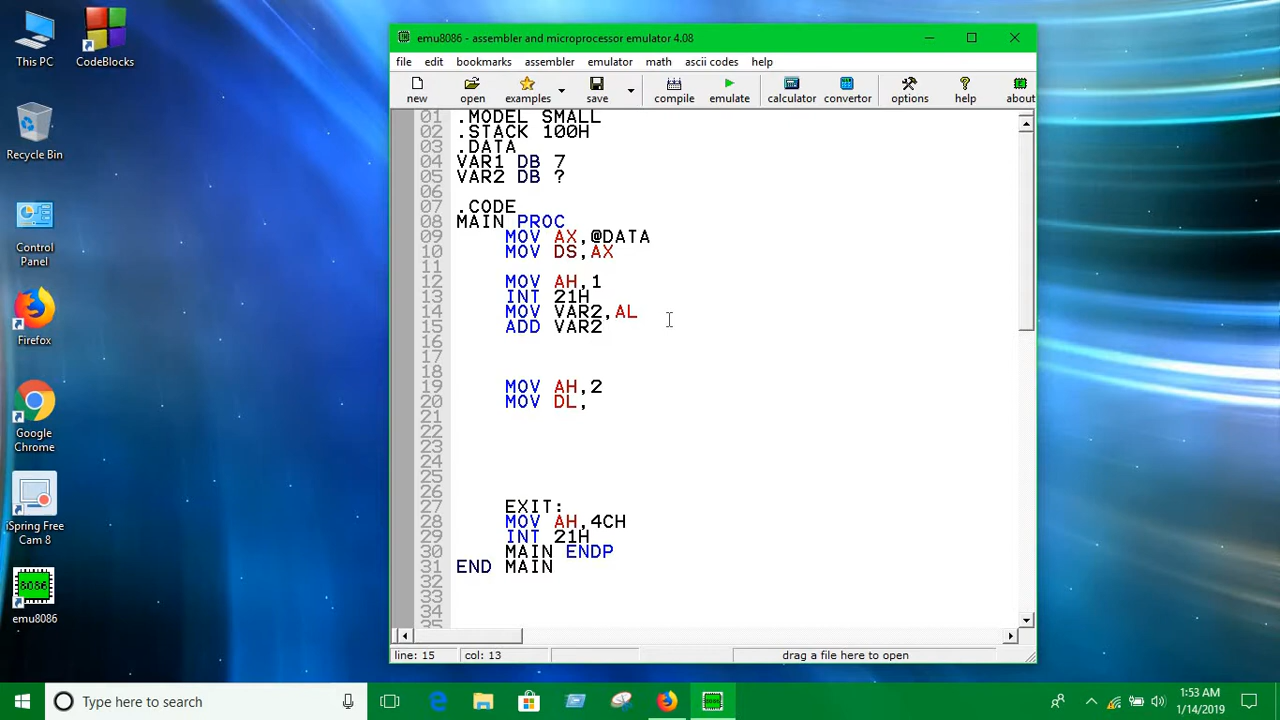 This PC
CodeBlocks
Recycle Bin
Control
Panel
Firefox
Google
Chrome
iSpring Free
Cam 8
8086
emu8086
emu8086 - assembler and microprocessor emulator 4.08
file edit bookmarks assembler emulator math ascii codes help
new open examples save compile emulate calculator convertor options help about
01 .MODEL SMALL
02 .STACK 100H
03 .DATA
04 VAR1 DB 7
05 VAR2 DB ?
06
07 .CODE
08 MAIN PROC
09 MOV AX,@DATA
10 MOV DS,AX
11
12 MOV AH,1
13 INT 21H
14 MOV VAR2,AL
15 ADD VAR2
16
17
18
19 MOV AH,2
20 MOV DL,
21
22
23
24
25
26
27 EXIT:
28 MOV AH,4CH
29 INT 21H
30 MAIN ENDP
31 END MAIN
32
33
34
35
line: 15 col: 13 drag a file here to open
Type here to search
1:53 AM
1/14/2019